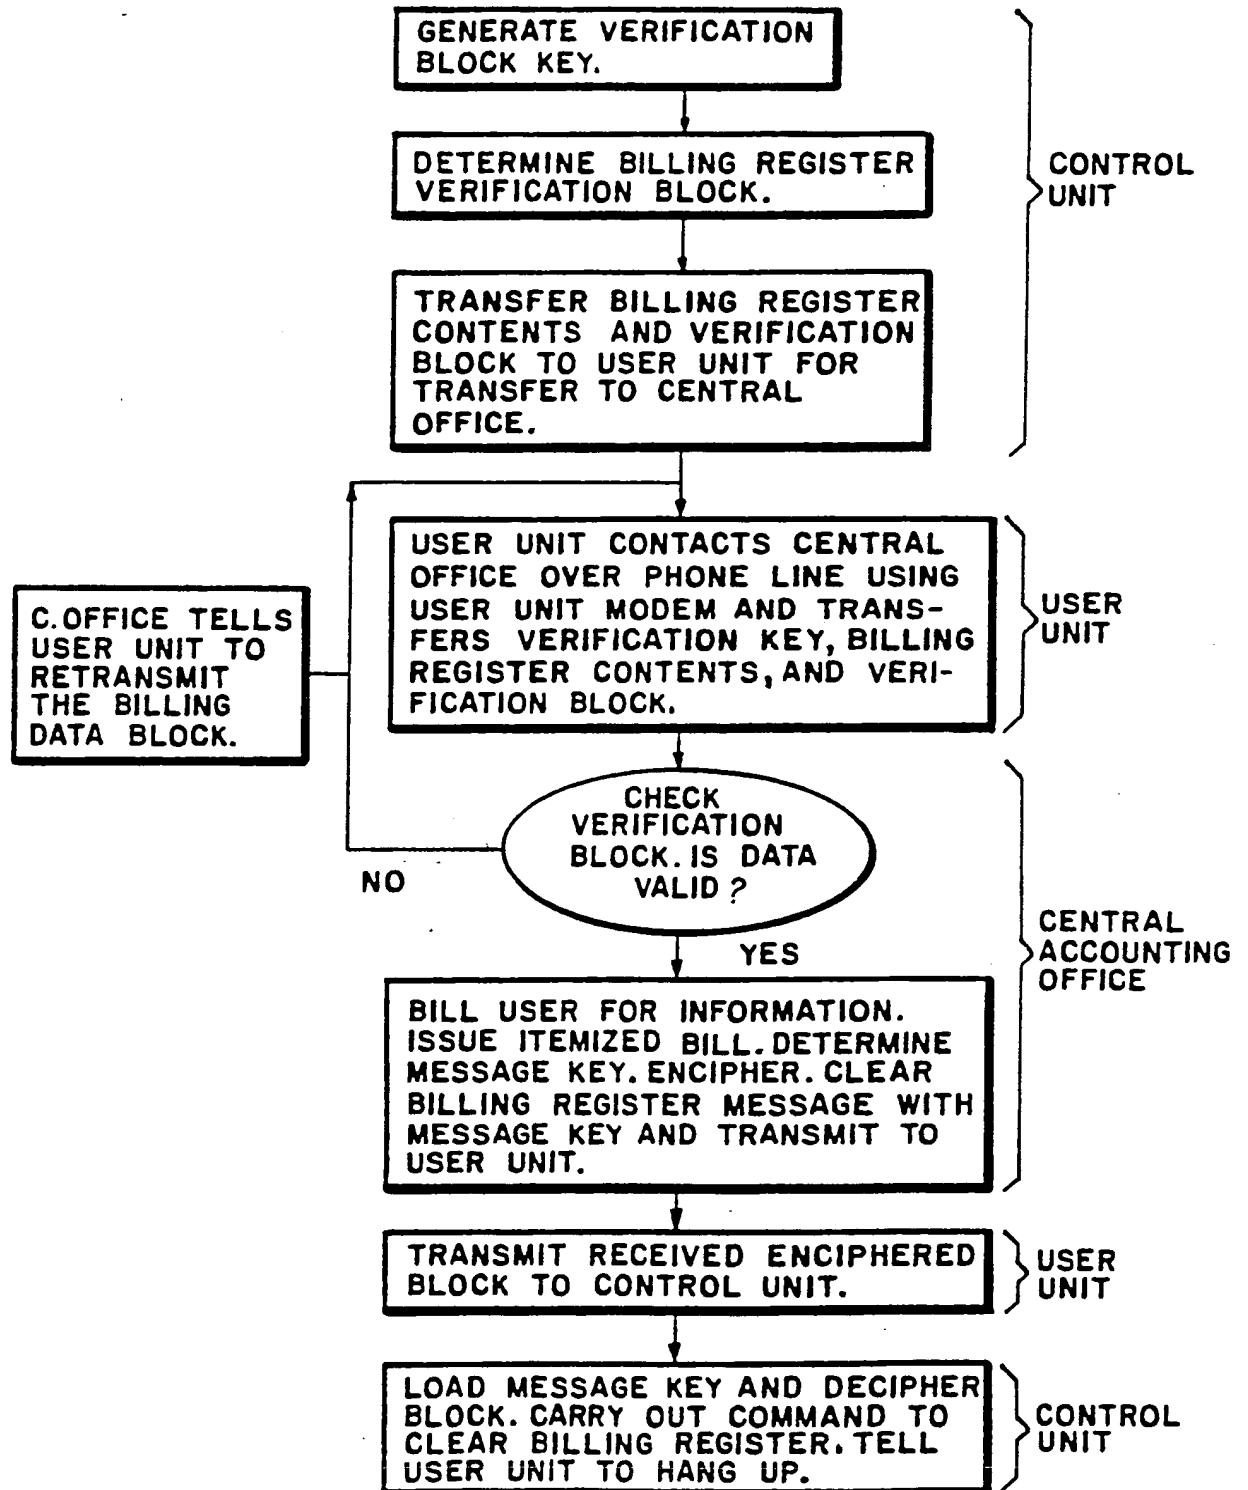 GENERATE VERIFICATION
BLOCK KEY.
DETERMINE BILLING REGISTER
VERIFICATION BLOCK.
TRANSFER BILLING REGISTER
CONTENTS AND VERIFICATION
BLOCK TO USER UNIT FOR
TRANSFER TO CENTRAL
OFFICE.
CONTROL
UNIT
USER UNIT CONTACTS CENTRAL
OFFICE OVER PHONE LINE USING
USER UNIT MODEM AND TRANS-
FERS VERIFICATION KEY, BILLING
REGISTER CONTENTS, AND VERI-
FICATION BLOCK.
USER
UNIT
C.OFFICE TELLS
USER UNIT TO
RETRANSMIT
THE BILLING
DATA BLOCK.
CHECK
VERIFICATION
BLOCK. IS DATA
VALID ?
NO
YES
BILL USER FOR INFORMATION.
ISSUE ITEMIZED BILL. DETERMINE
MESSAGE KEY. ENCIPHER. CLEAR
BILLING REGISTER MESSAGE WITH
MESSAGE KEY AND TRANSMIT TO
USER UNIT.
CENTRAL
ACCOUNTING
OFFICE
TRANSMIT RECEIVED ENCIPHERED
BLOCK TO CONTROL UNIT.
USER
UNIT
LOAD MESSAGE KEY AND DECIPHER
BLOCK. CARRY OUT COMMAND TO
CLEAR BILLING REGISTER. TELL
USER UNIT TO HANG UP.
CONTROL
UNIT